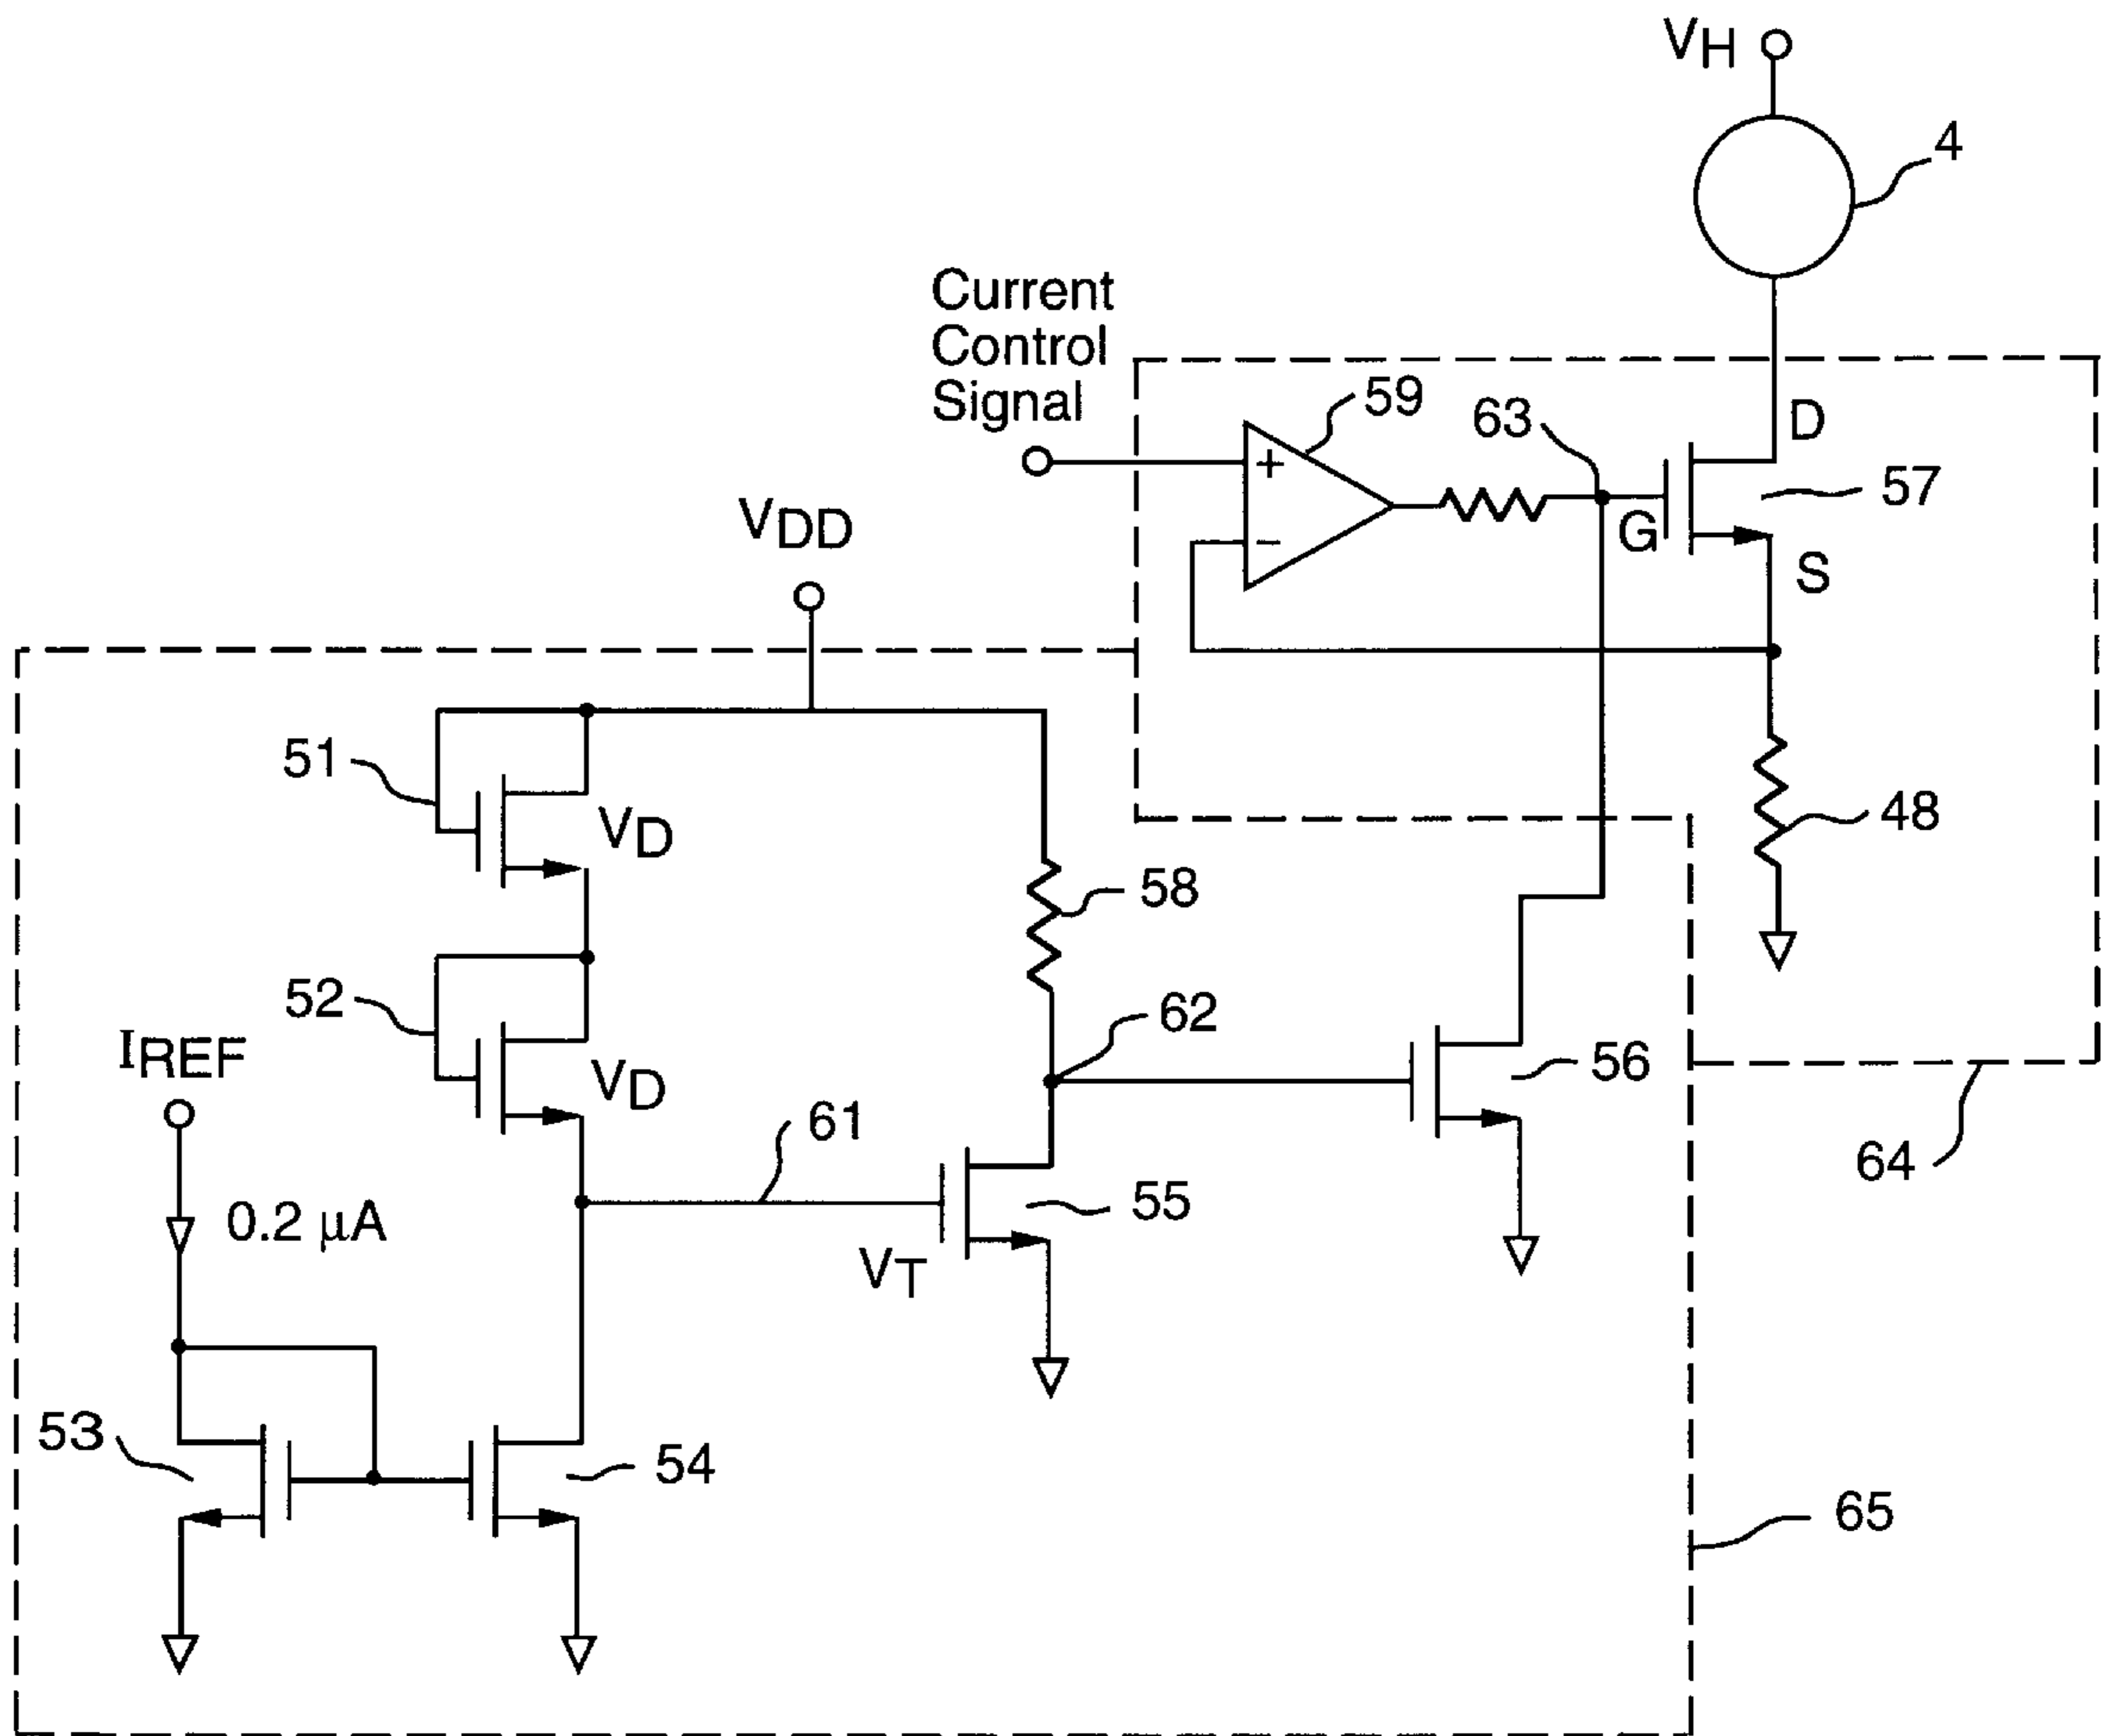 VH
4
Current
Control
Signal
59
63
D
57
+
G
−
S
VDD
51
VD
48
58
52
62
IREF
VD
56
61
64
55
0.2 µA
VT
53
54
65